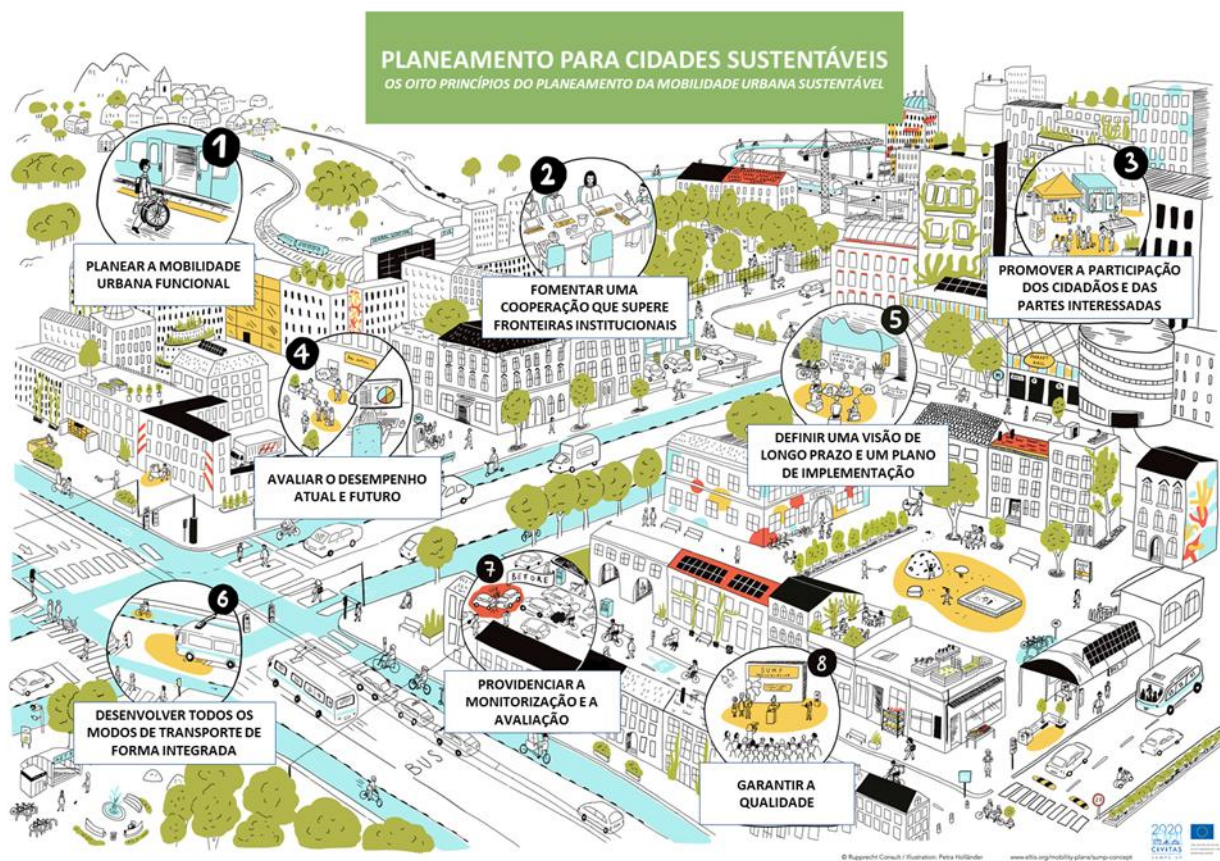 PLANEAMENTO PARA CIDADES SUSTENTÁVEIS
OS OITO PRINCÍPIOS DO PLANEAMENTO DA MOBILIDADE URBANA SUSTENTÁVEL
1
PLANEAR A MOBILIDADE
URBANA FUNCIONAL
2
FOMENTAR UMA
COOPERAÇÃO QUE SUPERE
FRONTEIRAS INSTITUCIONAIS
3
PROMOVER A PARTICIPAÇÃO
DOS CIDADÃOS E DAS
PARTES INTERESSADAS
4
AVALIAR O DESEMPENHO
ATUAL E FUTURO
5
DEFINIR UMA VISÃO DE
LONGO PRAZO E UM PLANO
DE IMPLEMENTAÇÃO
6
DESENVOLVER TODOS OS
MODOS DE TRANSPORTE DE
FORMA INTEGRADA
7
BEFORE
PROVIDENCIAR A
MONITORIZAÇÃO E A
AVALIAÇÃO
8
SUMP
GARANTIR A
QUALIDADE
BUS
© Rupprecht Consult / Illustration: Petra Holländer
www.eltis.org/mobility-plans/sump-concept
2020
CIVITAS